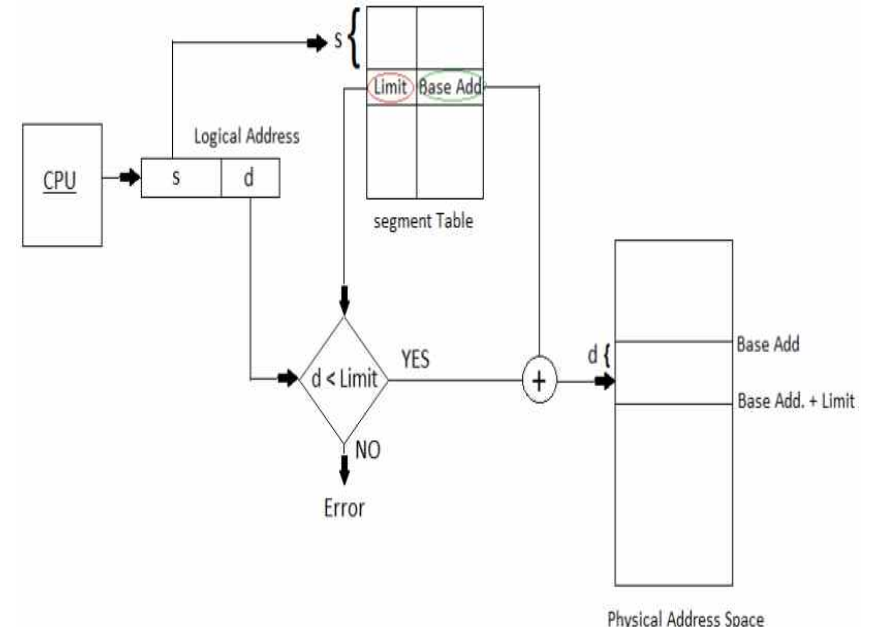 s {
Limit
Base Add
Logical Address
CPU
s
d
segment Table
d < Limit
YES
+
d {
Base Add
Base Add. + Limit
NO
Error
Physical Address Space